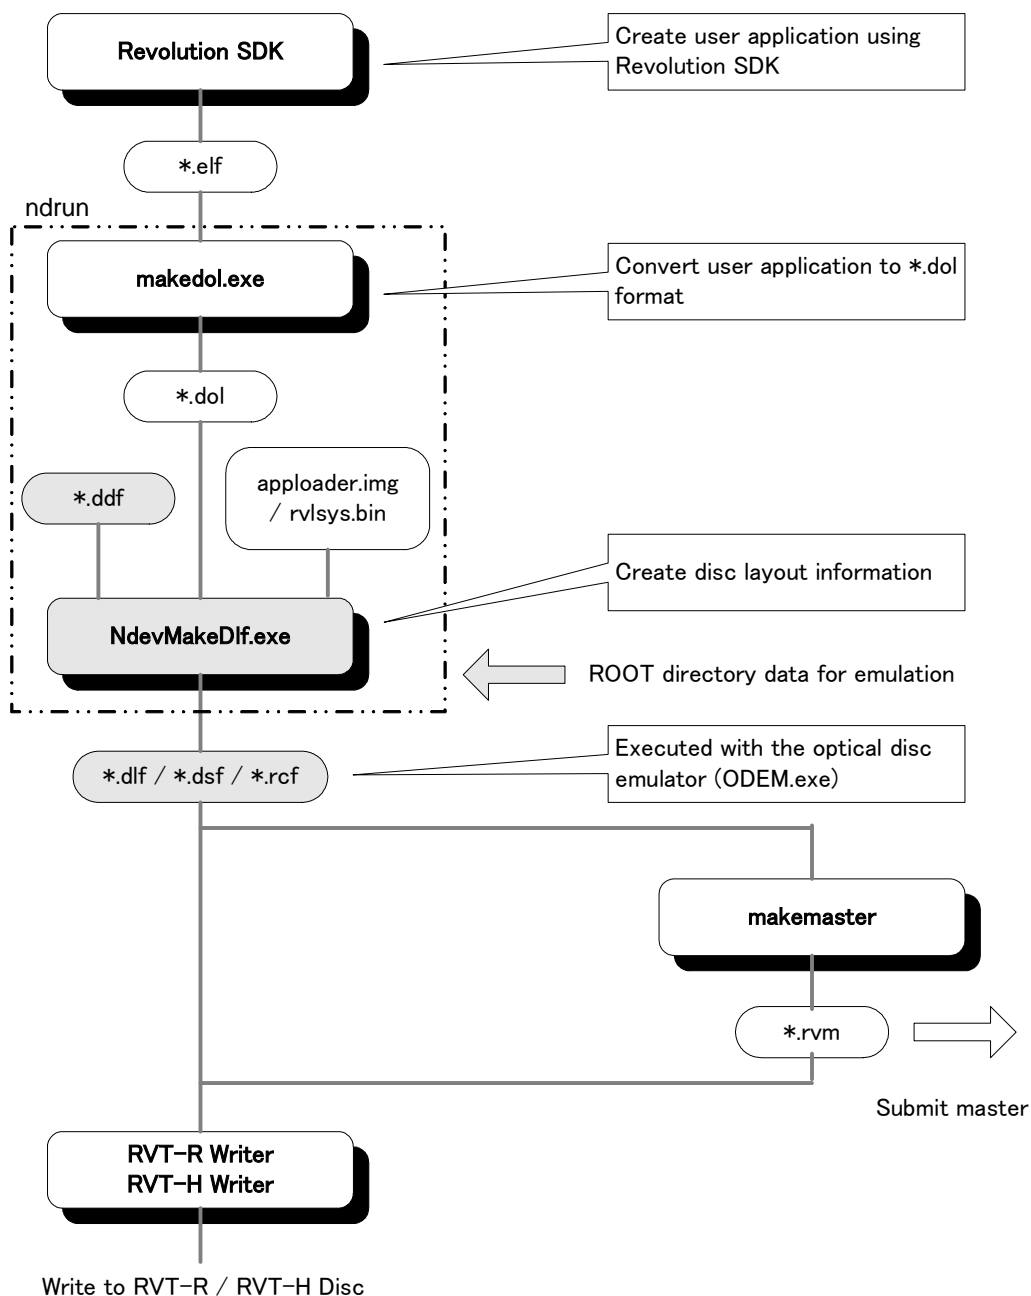 Revolution SDK
Create user application using
Revolution SDK
*.elf
ndrun
makedol.exe
Convert user application to *.dol
format
*.dol
*.ddf
apploader.img
/ rvlsys.bin
Create disc layout information
NdevMakeDlf.exe
ROOT directory data for emulation
*.dlf / *.dsf / *.rcf
Executed with the optical disc
emulator (ODEM.exe)
makemaster
*.rvm
Submit master
RVT-R Writer
RVT-H Writer
Write to RVT-R / RVT-H Disc